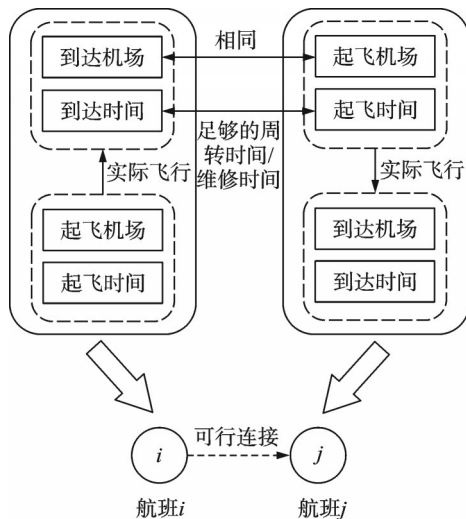 到达机场
相同
起飞机场
到达时间
起飞时间
足够的周
转时间/
维修时间
实际飞行
实际飞行
起飞机场
到达机场
起飞时间
到达时间
i
可行连接
j
航班i
航班j